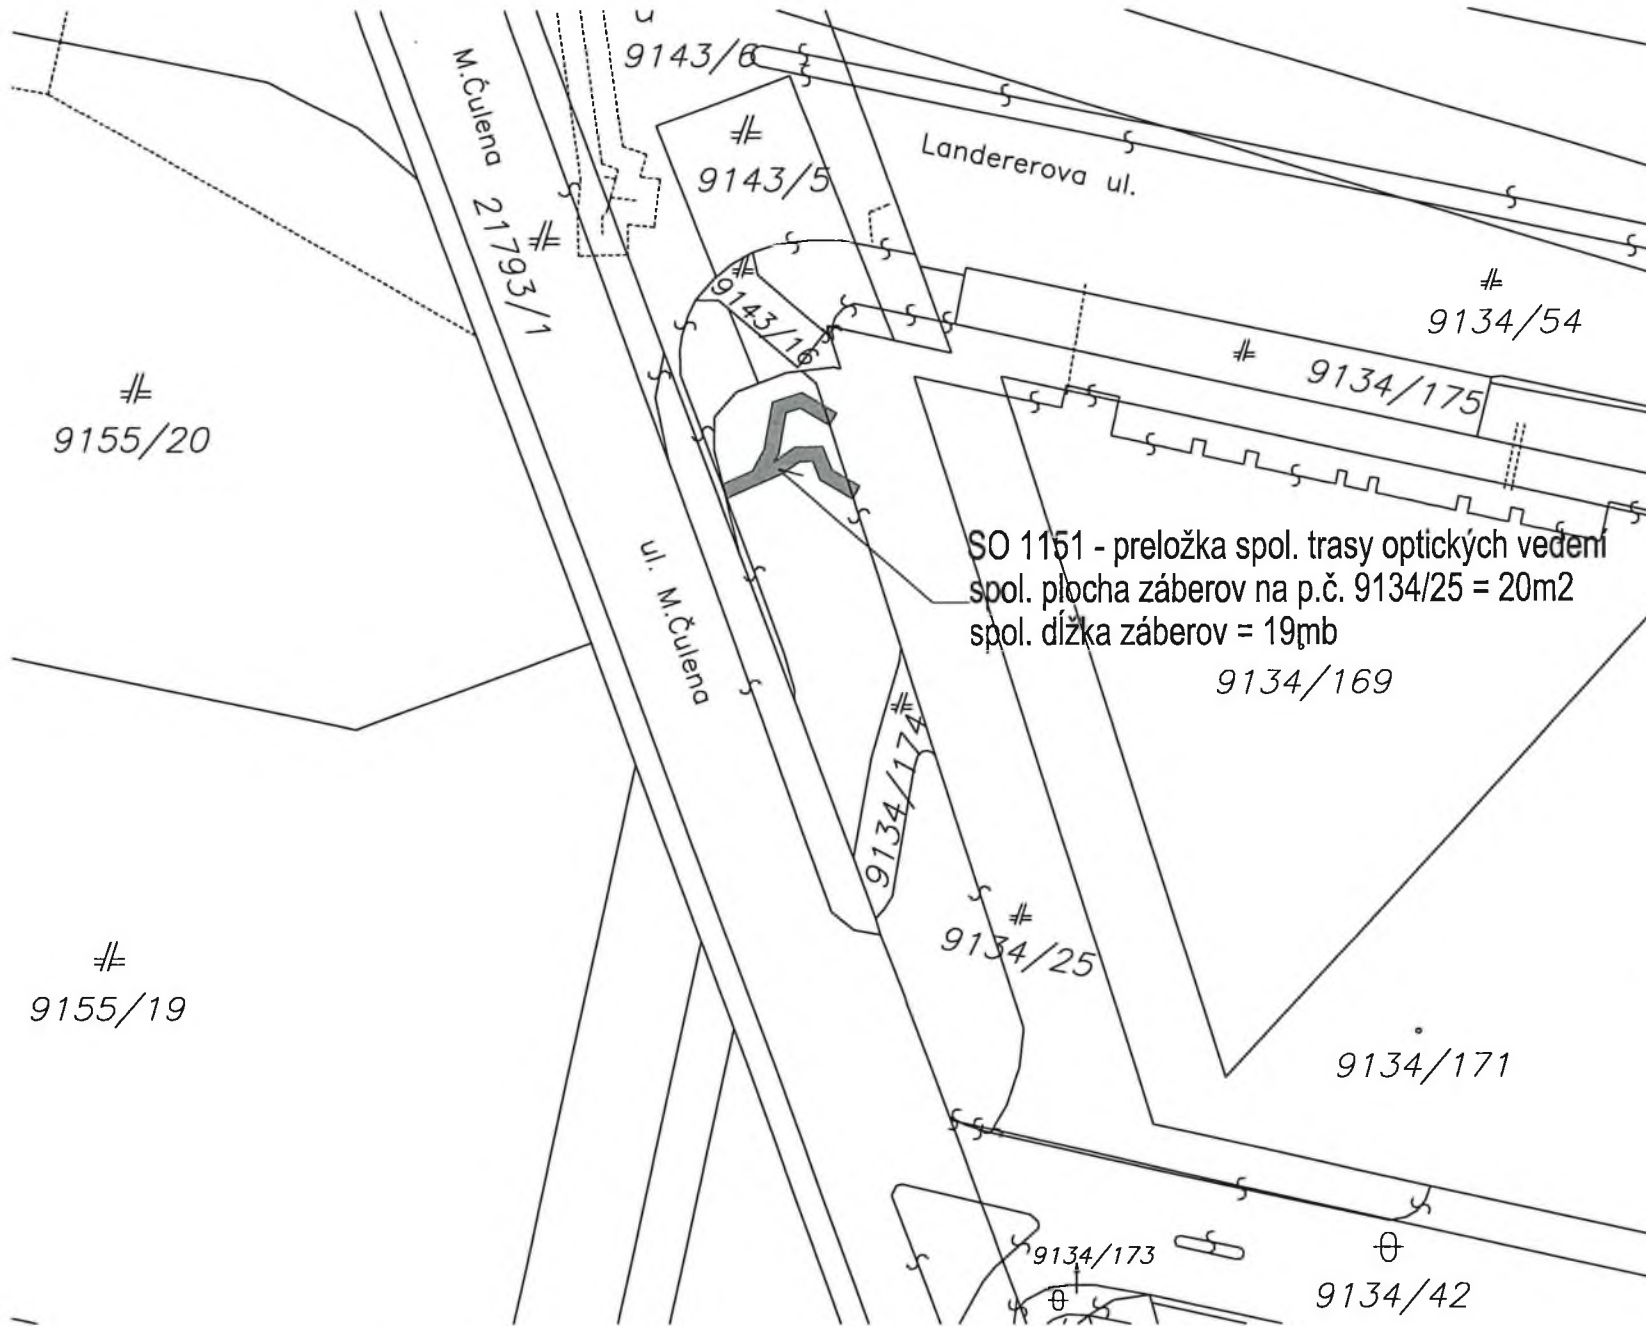 9143/6
M.Čulena 21793/1
9143/5
Landererova ul.
9143/16
9134/54
9134/175
9155/20
SO 1151 - preložka spol. trasy optických vedení
spol. plocha záberov na p.č. 9134/25 = 20m2
spol. dĺžka záberov = 19mb
ul. M.Čulena
9134/169
9134/174
9134/25
9155/19
9134/171
9134/173
9134/42